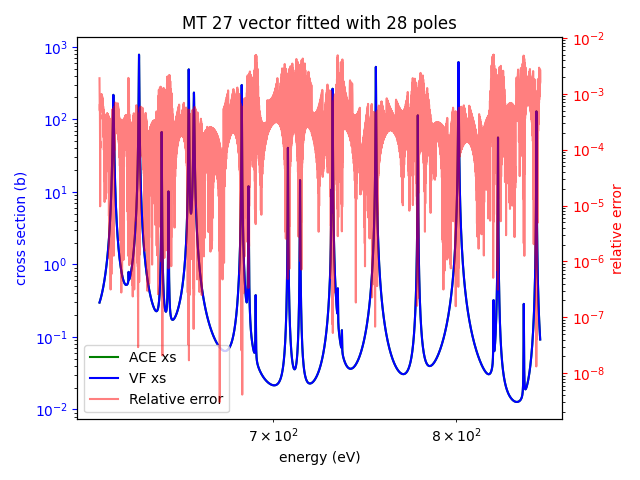 MT 27 vector fitted with 28 poles
10³
10²
10¹
10⁰
10⁻¹
10⁻²
cross section (b)
10⁻²
10⁻³
10⁻⁴
10⁻⁵
10⁻⁶
10⁻⁷
10⁻⁸
relative error
ACE xs
VF xs
Relative error
7 × 10²
8 × 10²
energy (eV)